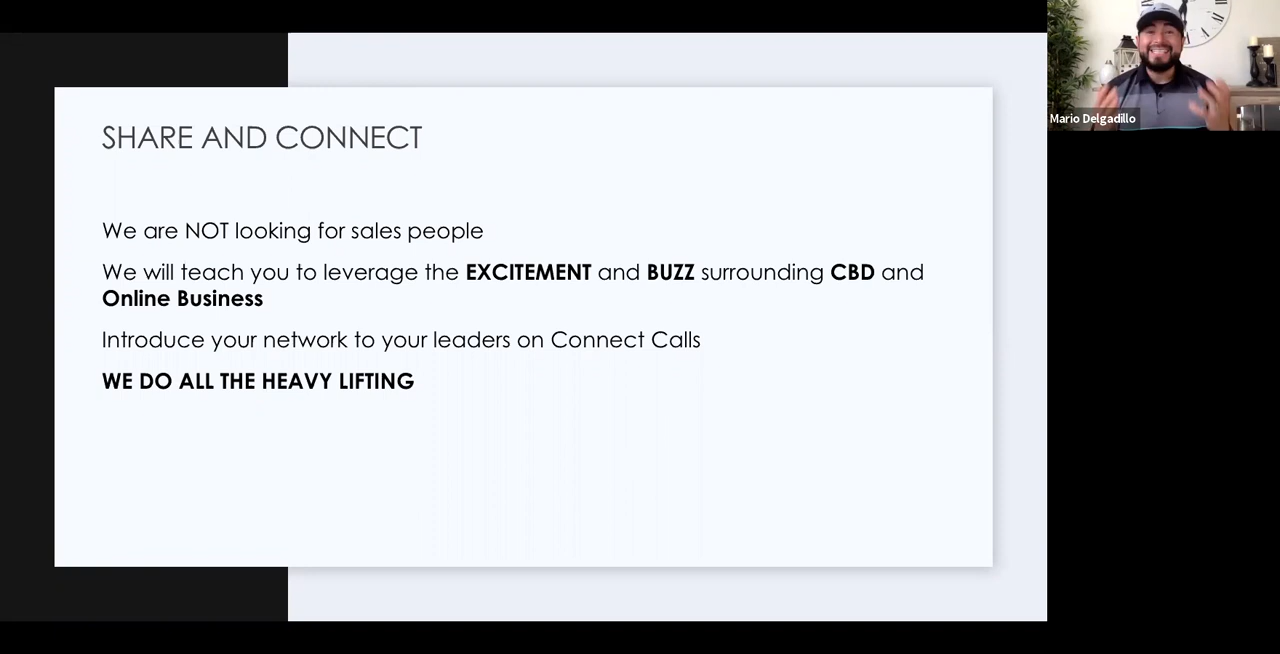 SHARE AND CONNECT
We are NOT looking for sales people
We will teach you to leverage the EXCITEMENT and BUZZ surrounding CBD and
Online Business
Introduce your network to your leaders on Connect Calls
WE DO ALL THE HEAVY LIFTING
Mario Delgadillo